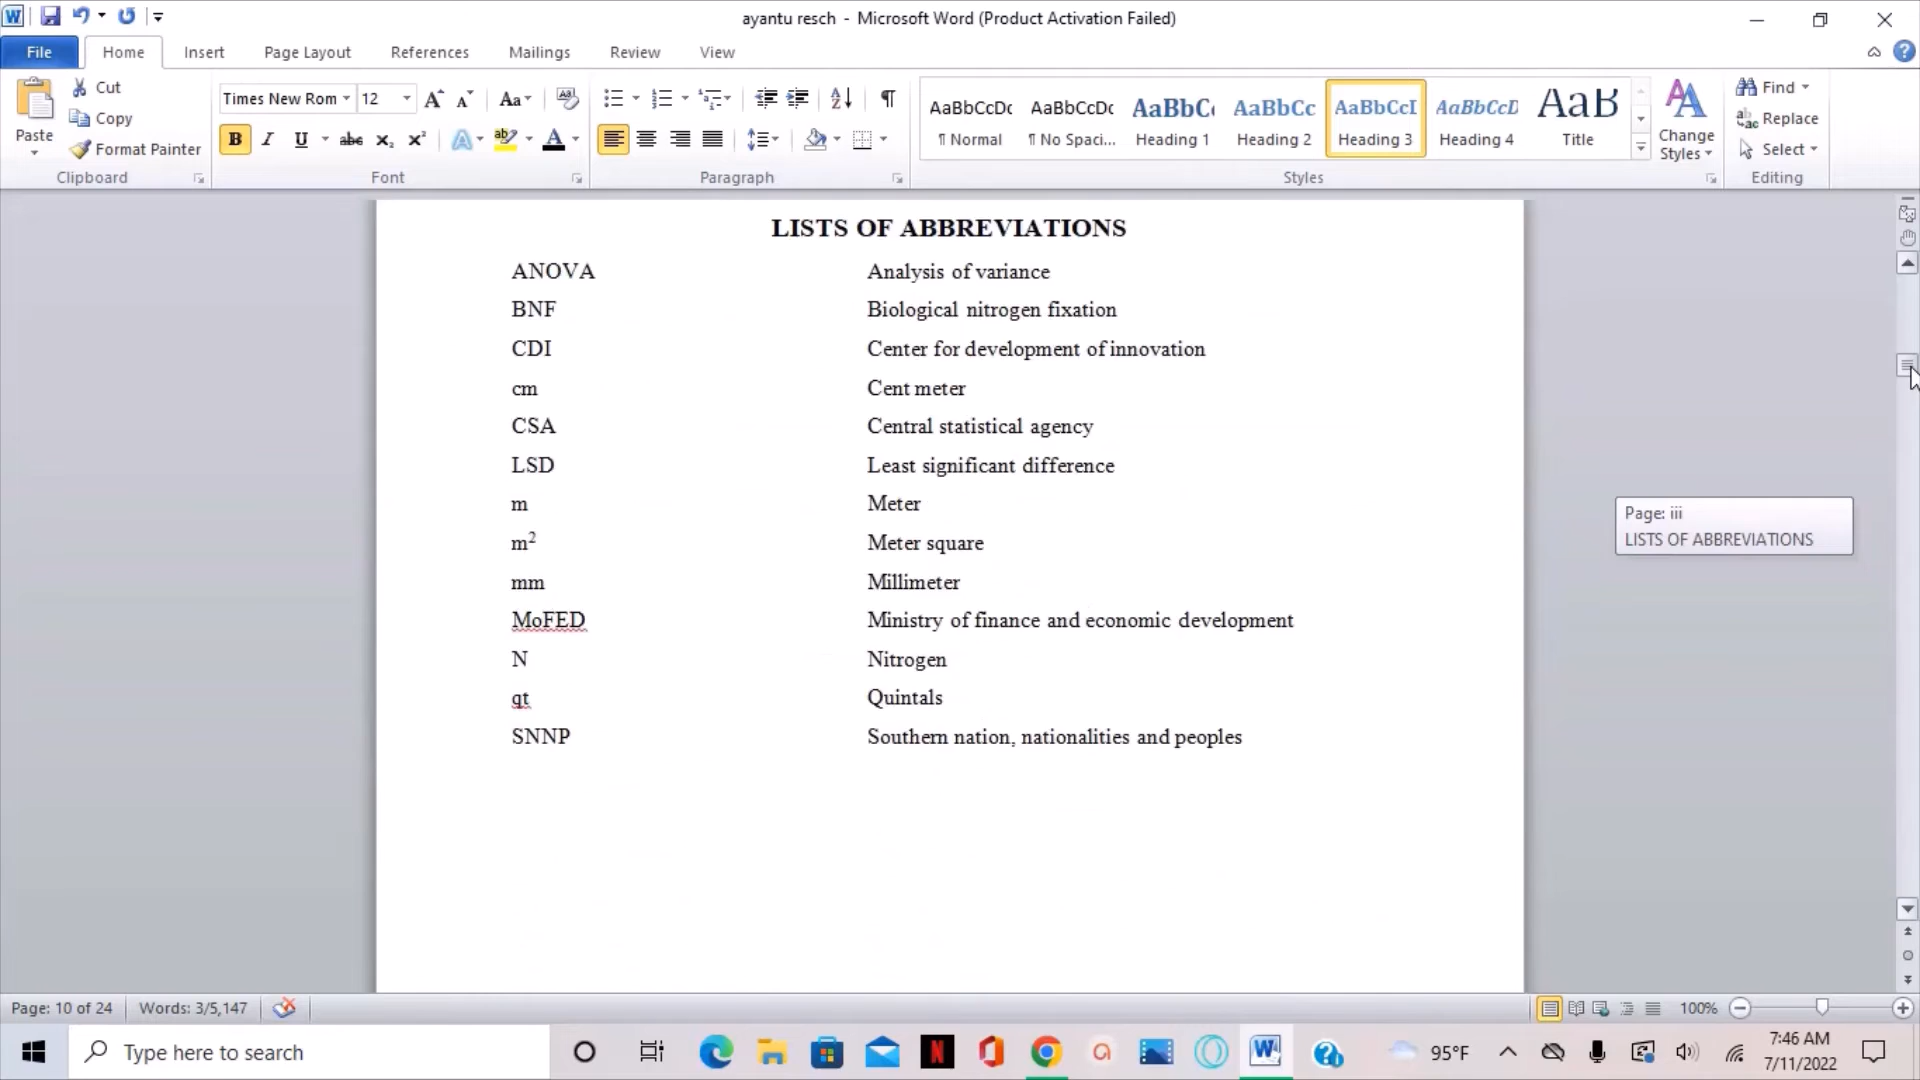 ayantu resch - Microsoft Word (Product Activation Failed)
File Home Insert Page Layout References Mailings Review View
Paste
Cut
Copy
Format Painter
Clipboard
Times New Rom 12
Font
Paragraph
AaBbCcDc AaBbCcDc AaBbC AaBbCc AaBbCcI AaBbCcD AaB
¶ Normal ¶ No Spaci... Heading 1 Heading 2 Heading 3 Heading 4 Title
Change Styles
Styles
Find
Replace
Select
Editing
LISTS OF ABBREVIATIONS
ANOVA Analysis of variance
BNF Biological nitrogen fixation
CDI Center for development of innovation
cm Cent meter
CSA Central statistical agency
LSD Least significant difference
m Meter
m² Meter square
mm Millimeter
MoFED Ministry of finance and economic development
N Nitrogen
qt Quintals
SNNP Southern nation, nationalities and peoples
Page: iii
LISTS OF ABBREVIATIONS
Page: 10 of 24 Words: 3/5,147 100%
Type here to search
95°F
7:46 AM
7/11/2022